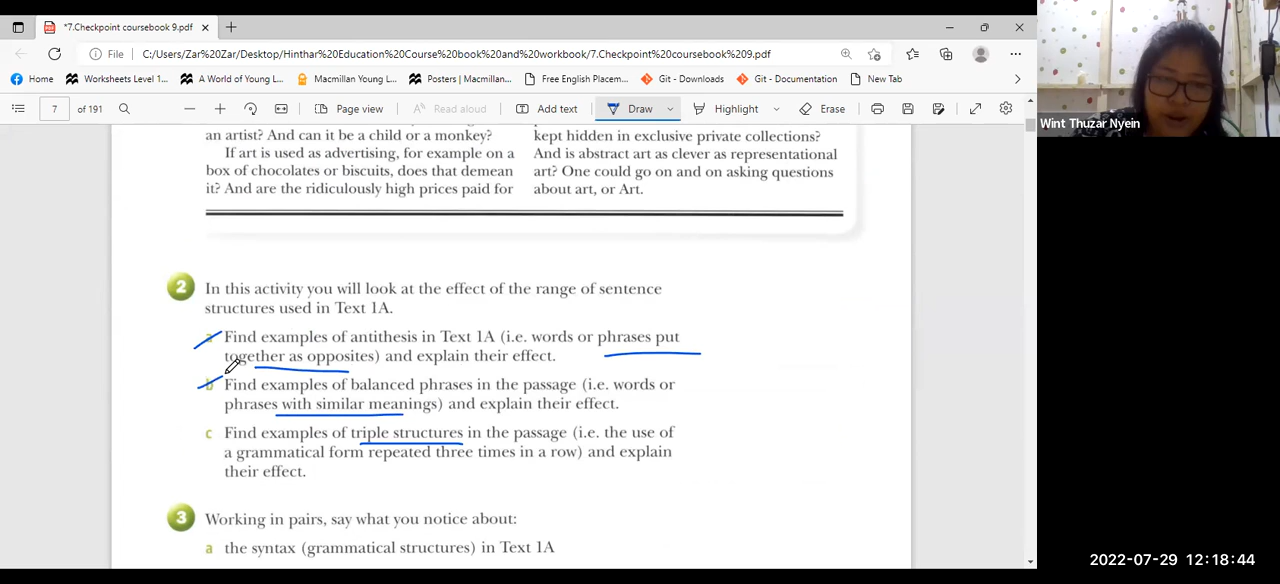 *7.Checkpoint coursebook 9.pdf
File
C:/Users/Zar%20Zar/Desktop/Hinthar%20Education%20Course%20book%20and%20workbook/7.Checkpoint%20coursebook%209.pdf
Home
Worksheets Level 1...
A World of Young L...
Macmillan Young L...
Posters | Macmillan...
Free English Placem...
Git - Downloads
Git - Documentation
New Tab
7 of 191
Page view
Read aloud
Add text
Draw
Highlight
Erase
Wint Thuzar Nyein
an artist? And can it be a child or monkey?
If art is used as advertising, for example on a
box of chocolates or biscuits, does that demean
it? And are the ridiculously high prices paid for
kept hidden in exclusive private collections?
And is abstract art as clever as representational
art? One could go on and on asking questions
about art, or Art.
2 In this activity you will look at the effect of the range of sentence
structures used in Text 1A.
a Find examples of antithesis in Text 1A (i.e. words or phrases put
together as opposites) and explain their effect.
b Find examples of balanced phrases in the passage (i.e. words or
phrases with similar meanings) and explain their effect.
c Find examples of triple structures in the passage (i.e. the use of
a grammatical form repeated three times in a row) and explain
their effect.
3 Working in pairs, say what you notice about:
a the syntax (grammatical structures) in Text 1A
2022-07-29 12:18:44